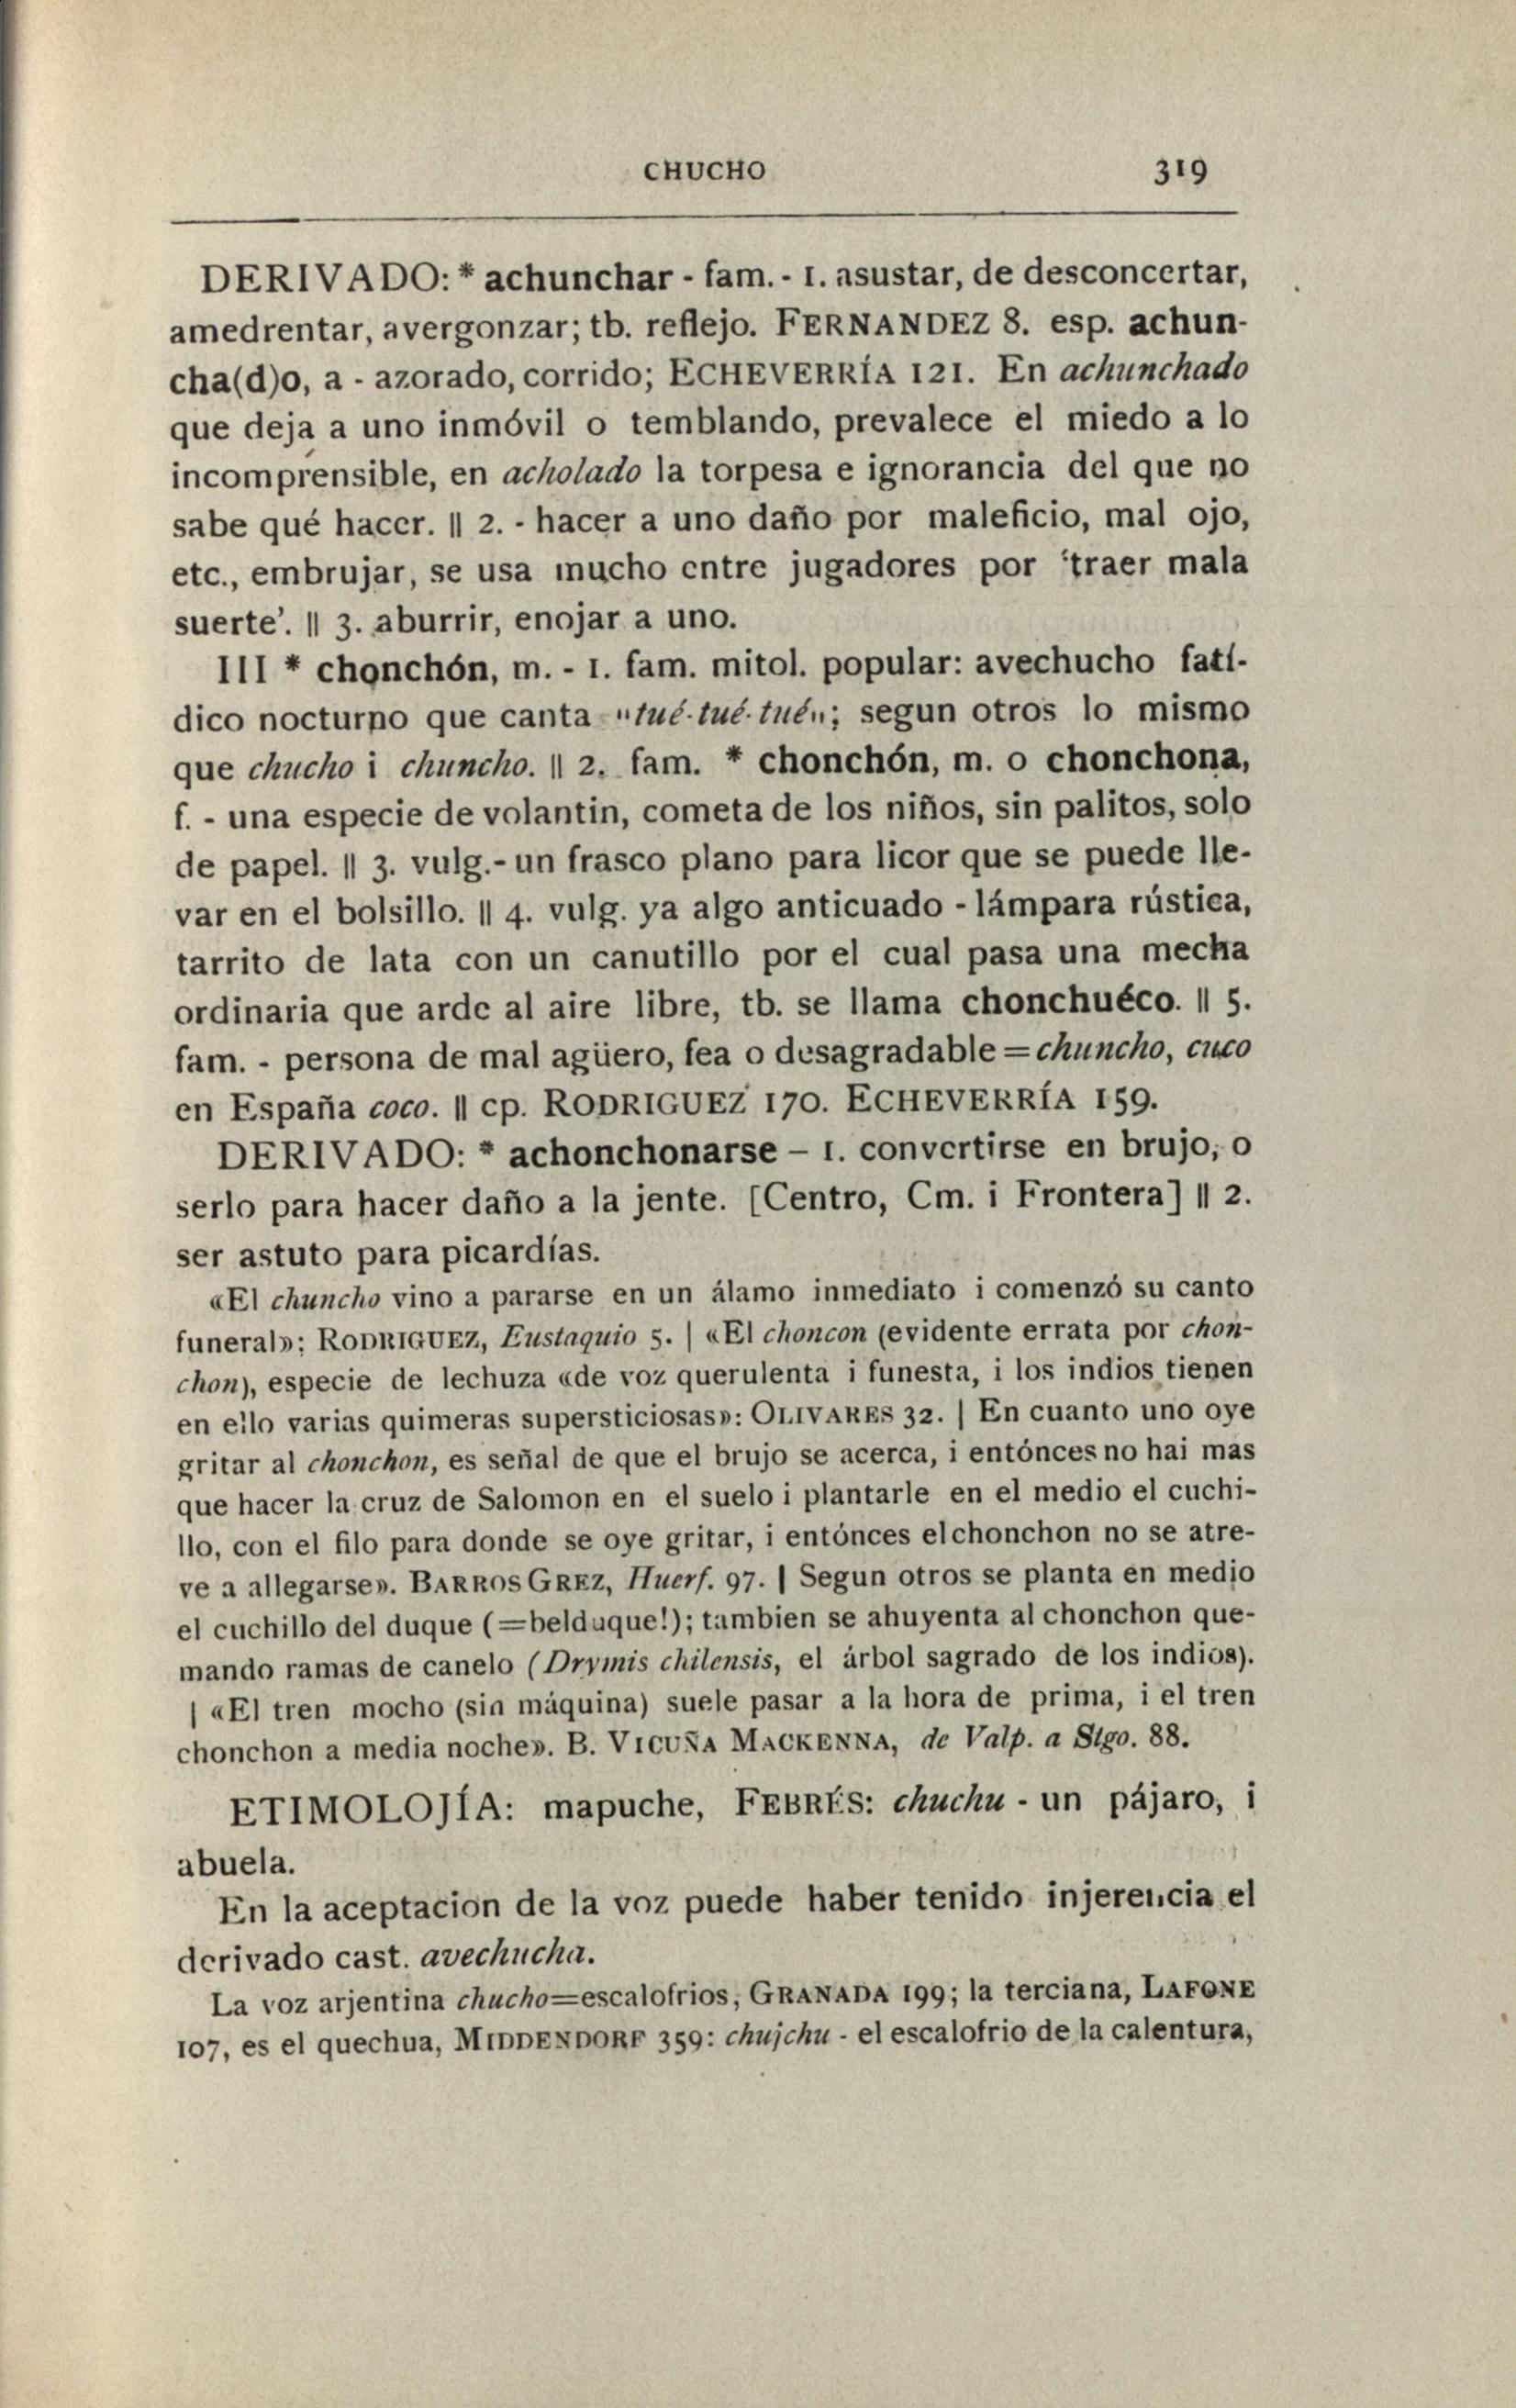 CHUCHO 319
DERIVADO: * achunchar - fam. - 1. asustar, de desconcertar,
amedrentar, avergonzar; tb. reflejo. FERNANDEZ 8. esp. achun-
cha(d)o, a - azorado, corrido; ECHEVERRÍA 121. En achunchado
que deja a uno inmóvil o temblando, prevalece el miedo a lo
incomprensible, en acholado la torpesa e ignorancia del que no
sabe qué hacer. || 2. - hacer a uno daño por maleficio, mal ojo,
etc., embrujar, se usa mucho entre jugadores por ‘traer mala
suerte’. || 3. aburrir, enojar a uno.
III * chonchón, m. - 1. fam. mitol. popular: avechucho fatí-
dico nocturno que canta "tué-tué-tué"; segun otros lo mismo
que chucho i chuncho. || 2. fam. * chonchón, m. o chonchona,
f. - una especie de volantin, cometa de los niños, sin palitos, solo
de papel. || 3. vulg. - un frasco plano para licor que se puede lle-
var en el bolsillo. || 4. vulg. ya algo anticuado - lámpara rústica,
tarrito de lata con un canutillo por el cual pasa una mecha
ordinaria que arde al aire libre, tb. se llama chonchuéco. || 5.
fam. - persona de mal agüero, fea o desagradable = chuncho, cuco
en España coco. || cp. RODRIGUEZ 170. ECHEVERRÍA 159.
DERIVADO: * achonchonarse – 1. convertirse en brujo, o
serlo para hacer daño a la jente. [Centro, Cm. i Frontera] || 2.
ser astuto para picardías.
«El chuncho vino a pararse en un álamo inmediato i comenzó su canto
funeral»: RODRIGUEZ, Eustaquio 5. | «El choncon (evidente errata por chon-
chon), especie de lechuza «de voz querulenta i funesta, i los indios tienen
en ello varias quimeras supersticiosas»: OLIVARES 32. | En cuanto uno oye
gritar al chonchon, es señal de que el brujo se acerca, i entónces no hai mas
que hacer la cruz de Salomon en el suelo i plantarle en el medio el cuchi-
llo, con el filo para donde se oye gritar, i entónces el chonchon no se atre-
ve a allegarse». BARROS GREZ, Huerf. 97. | Segun otros se planta en medio
el cuchillo del duque (=belduque!); tambien se ahuyenta al chonchon que-
mando ramas de canelo (Drymis chilensis, el árbol sagrado de los indios).
| «El tren mocho (sin máquina) suele pasar a la hora de prima, i el tren
chonchon a media noche». B. VICUÑA MACKENNA, de Valp. a Stgo. 88.
ETIMOLOJÍA: mapuche, FEBRÉS: chuchu - un pájaro, i
abuela.
En la aceptacion de la voz puede haber tenido injerencia el
derivado cast. avechucha.
La voz arjentina chucho=escalofrios, GRANADA 199; la terciana, LAFONE
107, es el quechua, MIDDENDORF 359: chujchu - el escalofrio de la calentura,